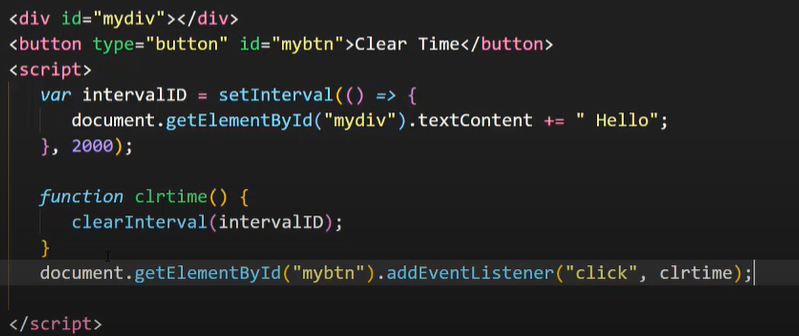 <div id="mydiv"></div>
<button type="button" id="mybtn">Clear Time</button>
<script>
var intervalID = setInterval(() => {
document.getElementById("mydiv").textContent += " Hello";
}, 2000);
function clrtime() {
clearInterval(intervalID);
}
document.getElementById("mybtn").addEventListener("click", clrtime);
</script>